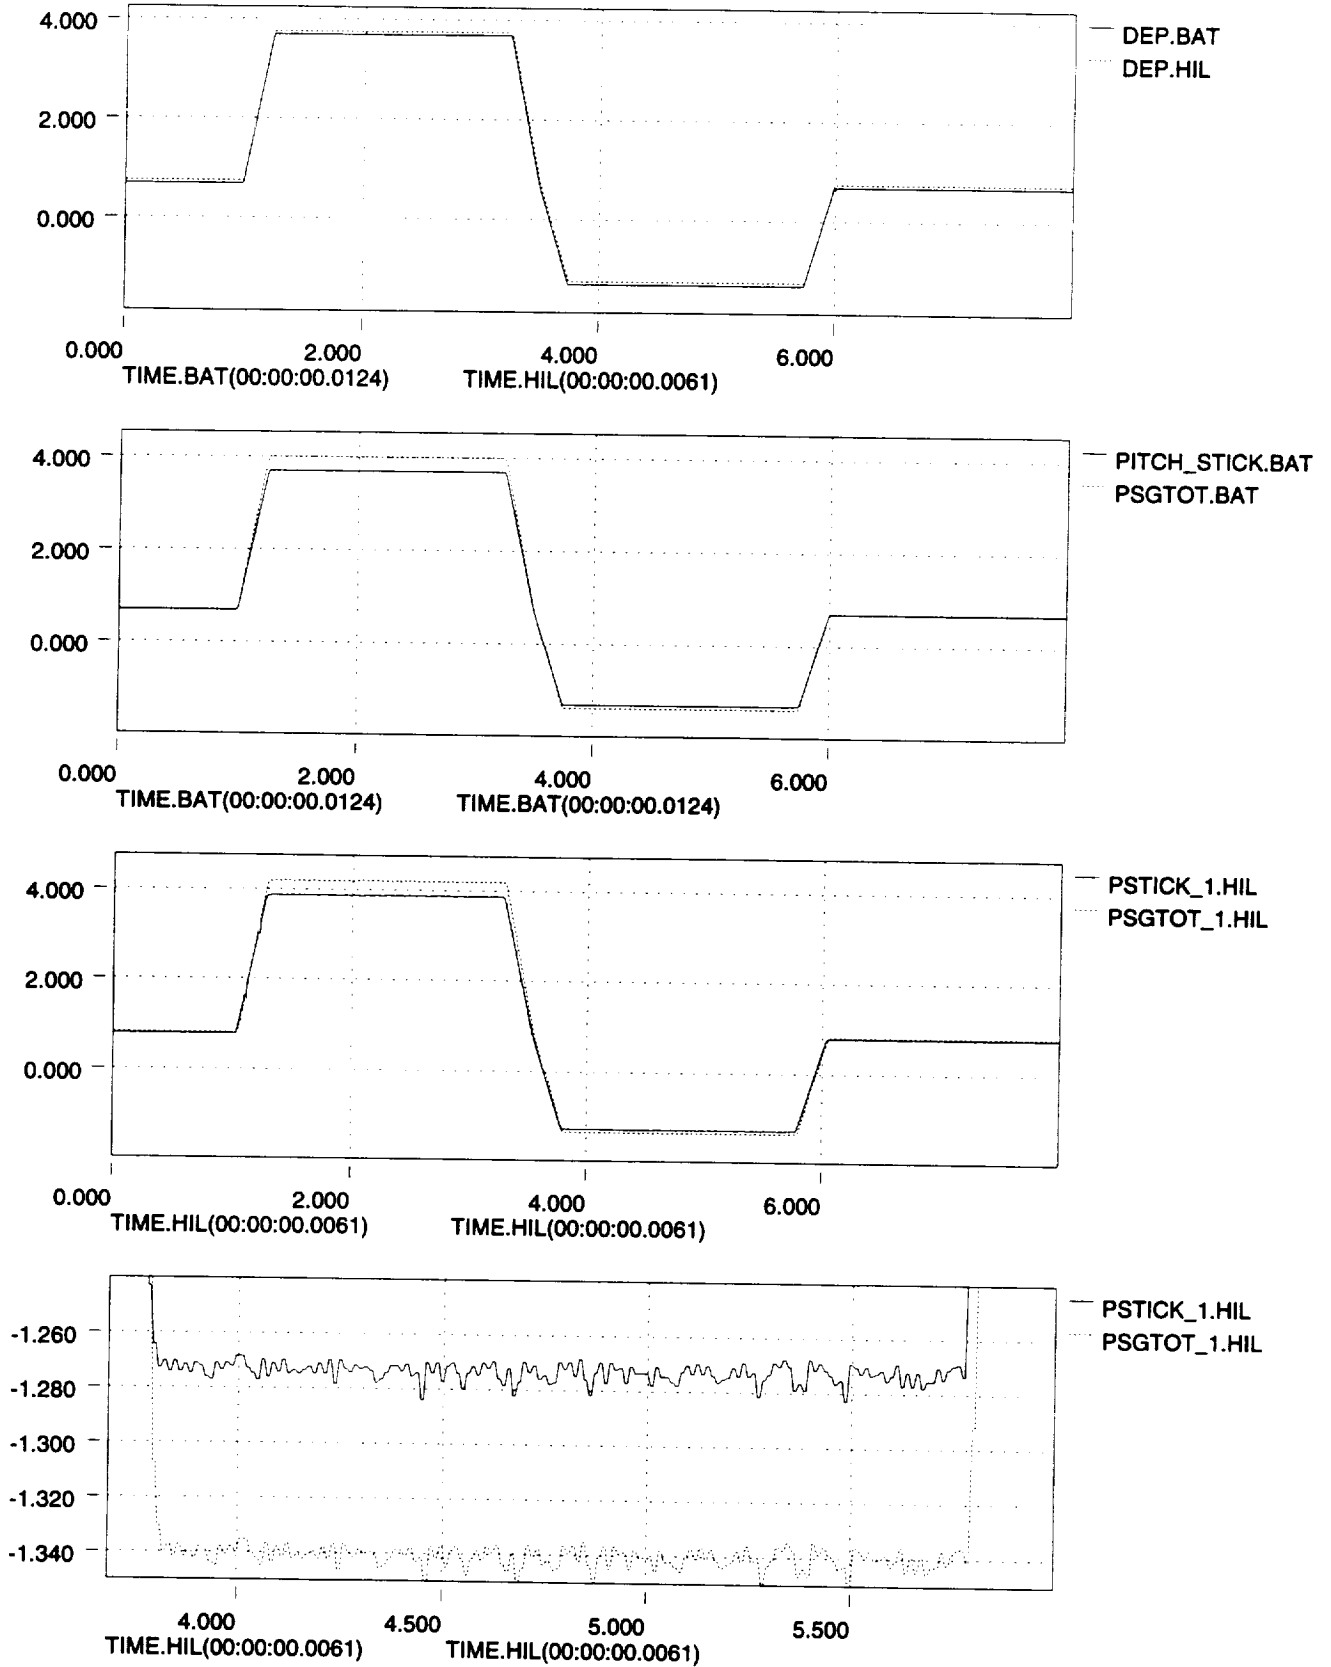 4.000
2.000
0.000
DEP.BAT
DEP.HIL
0.000 2.000 4.000 6.000
TIME.BAT(00:00:00.0124) TIME.HIL(00:00:00.0061)
4.000
2.000
0.000
PITCH_STICK.BAT
PSGTOT.BAT
0.000 2.000 4.000 6.000
TIME.BAT(00:00:00.0124) TIME.BAT(00:00:00.0124)
4.000
2.000
0.000
PSTICK_1.HIL
PSGTOT_1.HIL
0.000 2.000 4.000 6.000
TIME.HIL(00:00:00.0061) TIME.HIL(00:00:00.0061)
-1.260
-1.280
-1.300
-1.320
-1.340
PSTICK_1.HIL
PSGTOT_1.HIL
4.000 4.500 5.000 5.500
TIME.HIL(00:00:00.0061) TIME.HIL(00:00:00.0061)